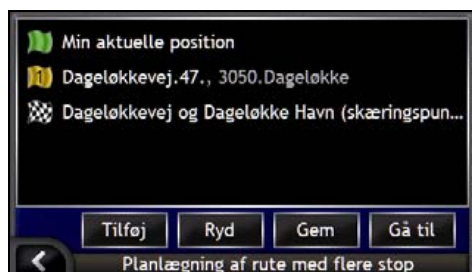 Min aktuelle position
1 Dageløkkevej.47., 3050.Dageløkke
Dageløkkevej og Dageløkke Havn (skæringspun...
Tilføj Ryd Gem Gå til
Planlægning af rute med flere stop